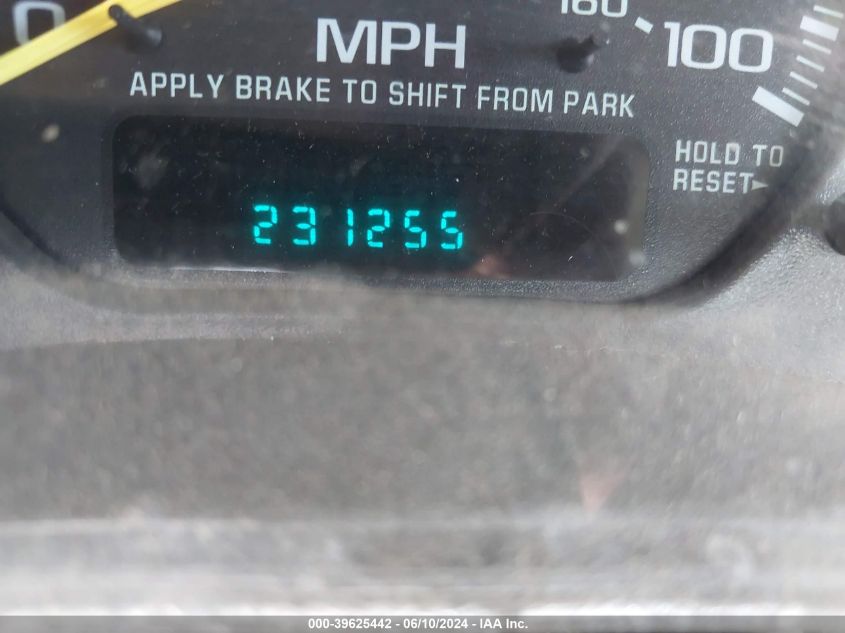 0
160
MPH
100
APPLY BRAKE TO SHIFT FROM PARK
HOLD TO
RESET
231255
000-39625442 - 06/10/2024 - IAA Inc.